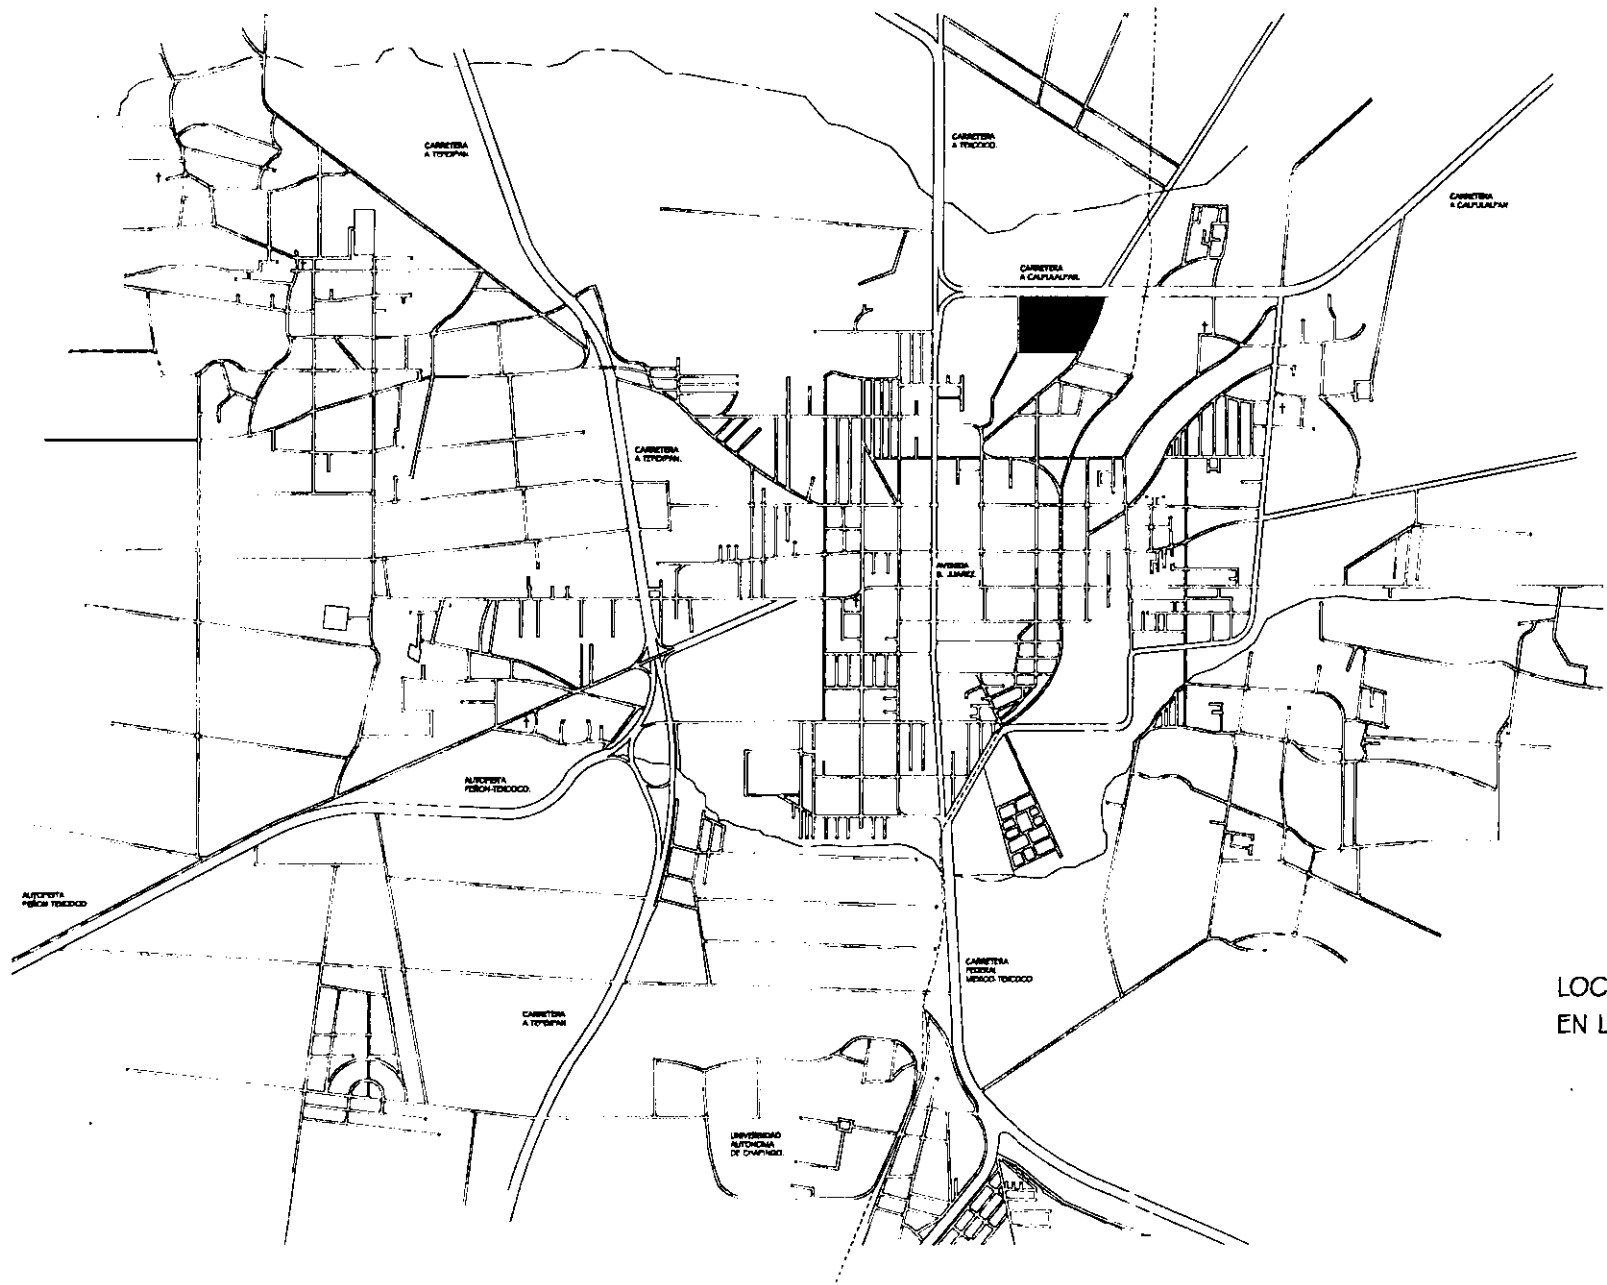 CARRETERA
A TEPEXPAN.
CARRETERA
A TEXCOCO.
CARRETERA
A CALPULALPAN
CARRETERA
A CALPULALPAN.
CARRETERA
A TEPEXPAN.
AVENIDA
B. JUAREZ.
AUTOPISTA
PEÑON-TEXCOCO.
AUTOPISTA
PEÑON TEXCOCO
CARRETERA
FEDERAL
MEXICO-TEXCOCO
LOC
EN L
CARRETERA
A TEPEXPAN
UNIVERSIDAD
AUTONOMA
DE CHAPINGO.